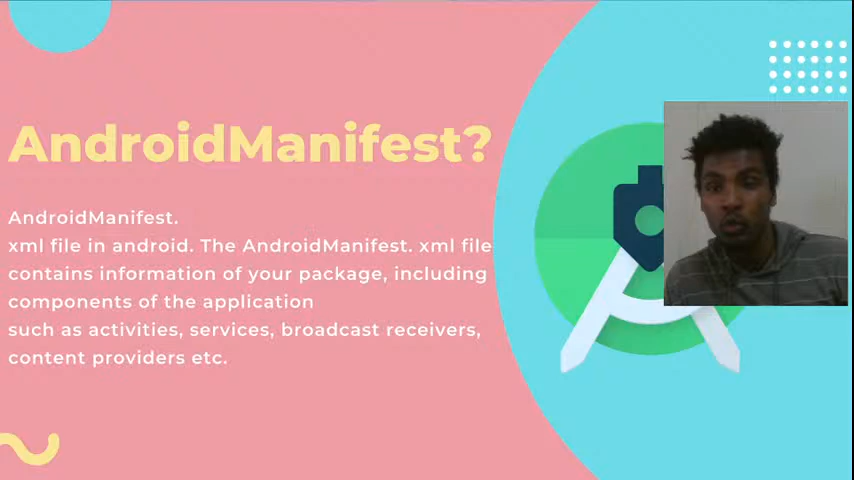 AndroidManifest?
AndroidManifest.
xml file in android. The AndroidManifest. xml file
contains information of your package, including
components of the application
such as activities, services, broadcast receivers,
content providers etc.